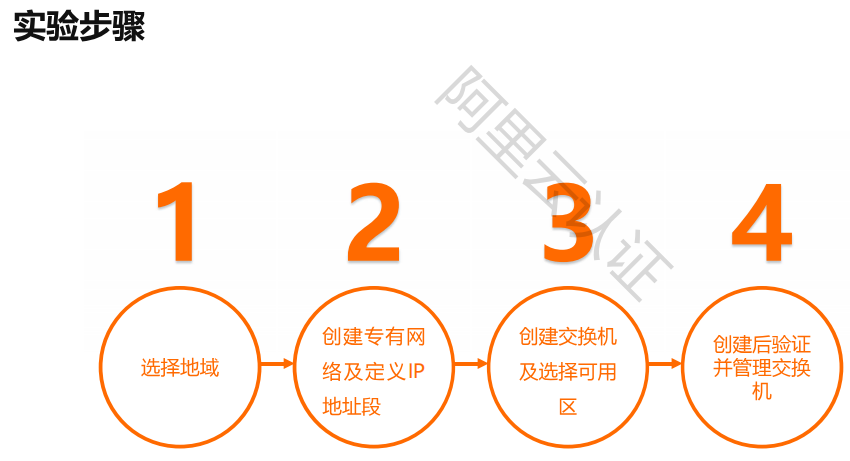 实验步骤
阿里云认证
1
2
3
4
选择地域
创建专有网
络及定义IP
地址段
创建交换机
及选择可用
区
创建后验证
并管理交换
机